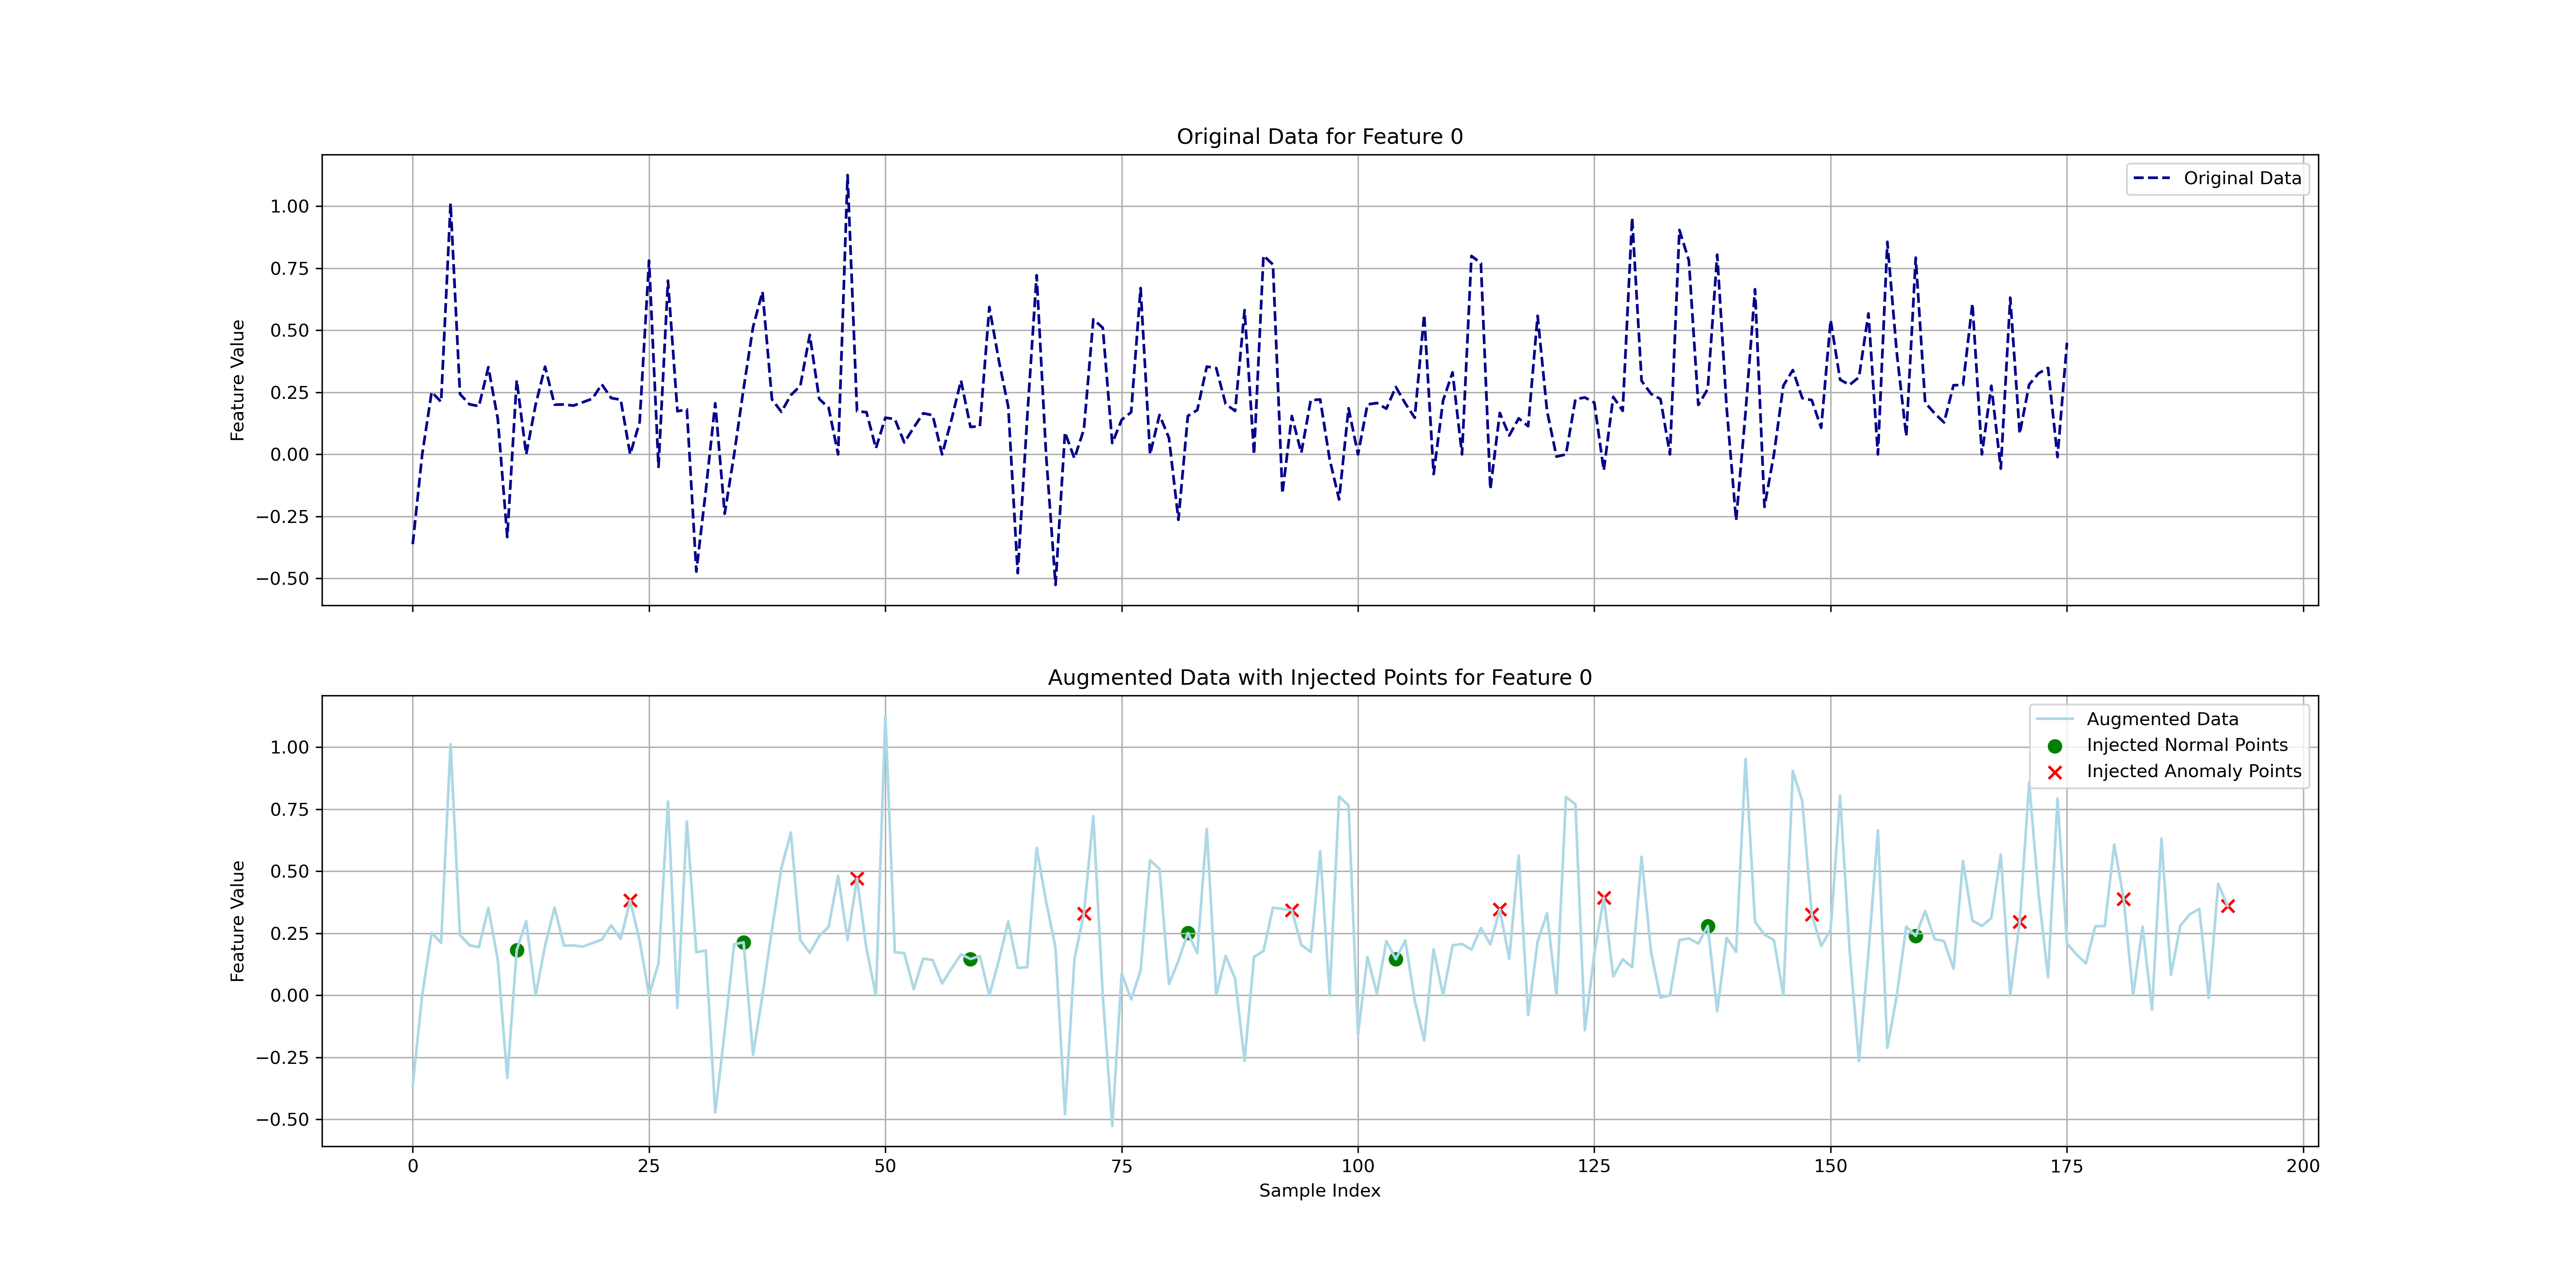 Original Data for Feature 0
Original Data
Feature Value
1.00
0.75
0.50
0.25
0.00
−0.25
−0.50
Augmented Data with Injected Points for Feature 0
Augmented Data
Injected Normal Points
Injected Anomaly Points
Feature Value
1.00
0.75
0.50
0.25
0.00
−0.25
−0.50
0 25 50 75 100 125 150 175 200
Sample Index